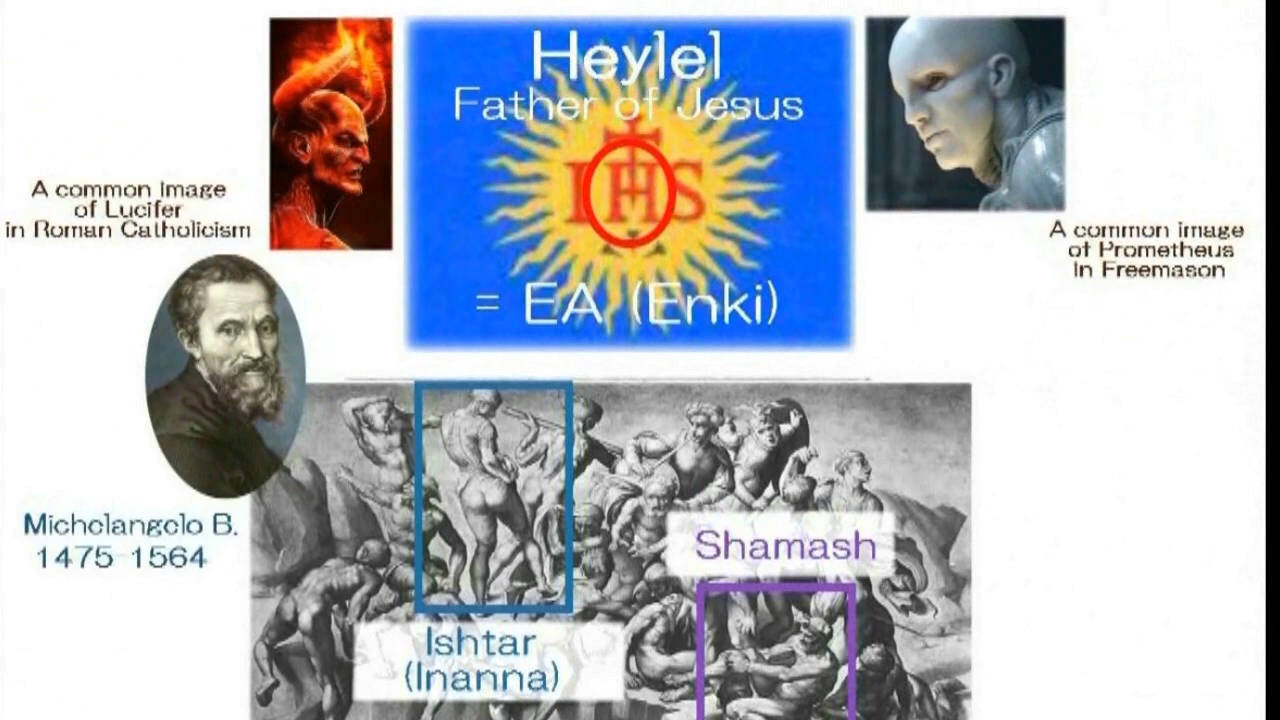 Heylel
Father of Jesus
IHS
= EA (Enki)
A common image
of Lucifer
in Roman Catholicism
A common image
of Prometheus
in Freemason
Michelangelo B.
1475-1564
Shamash
Ishtar
(Inanna)